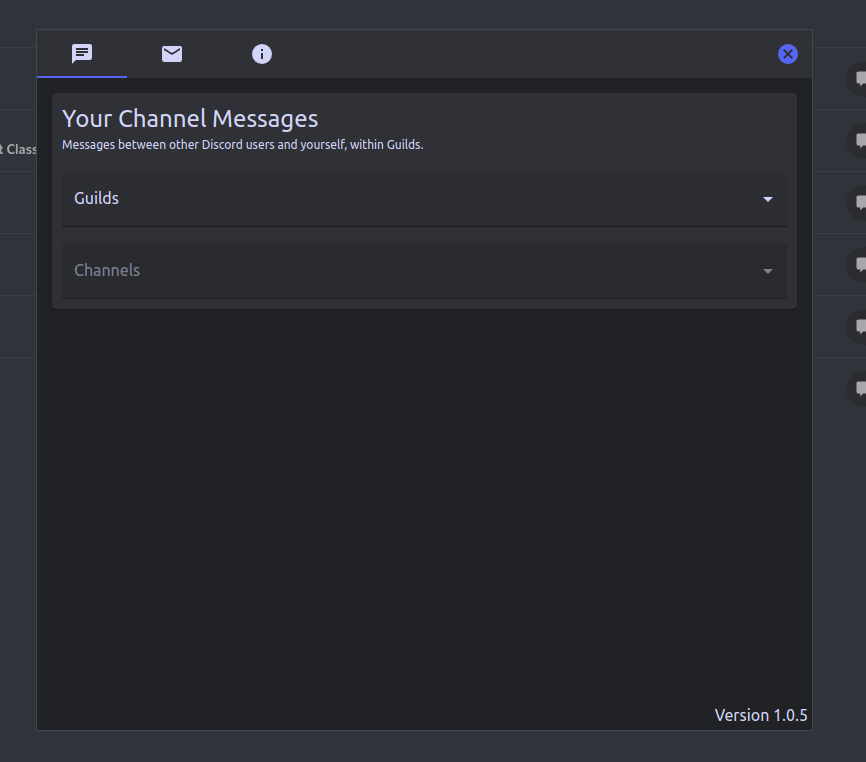 Your Channel Messages
Messages between other Discord users and yourself, within Guilds.
t Class
Guilds
Channels
Version 1.0.5